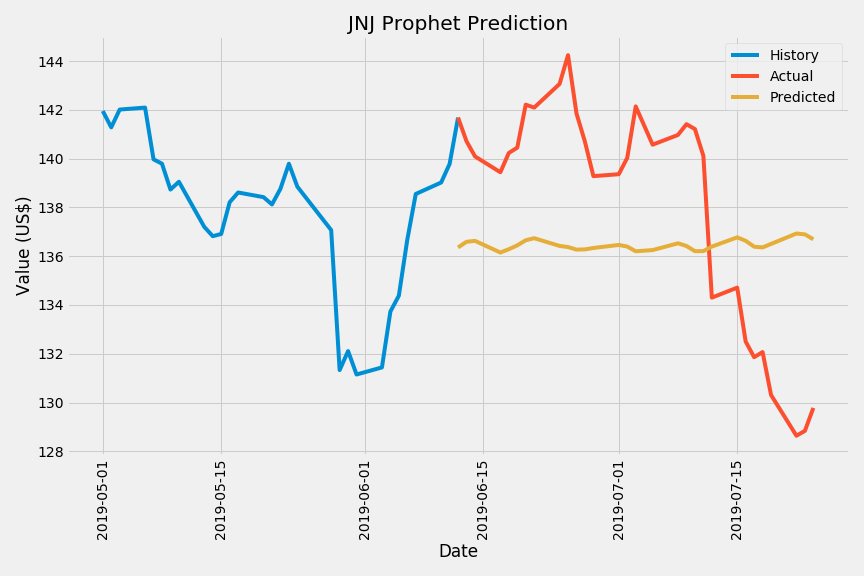 JNJ Prophet Prediction
History
Actual
Predicted
Value (US$)
144
142
140
138
136
134
132
130
128
2019-05-01
2019-05-15
2019-06-01
2019-06-15
2019-07-01
2019-07-15
Date